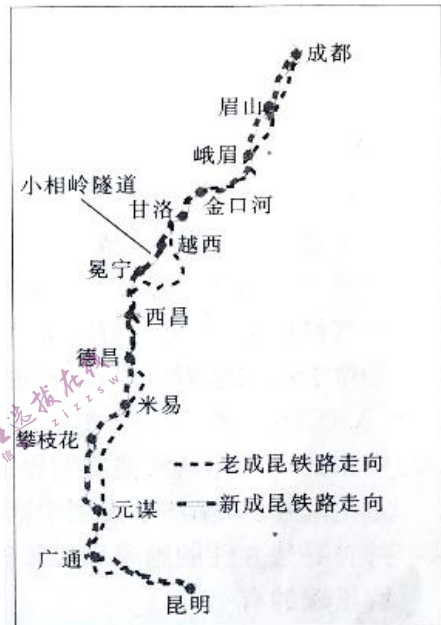 成都
眉山
峨眉
小相岭隧道
金口河
甘洛
越西
冕宁
西昌
德昌
米易
攀枝花
老成昆铁路走向
新成昆铁路走向
元谋
广通
昆明